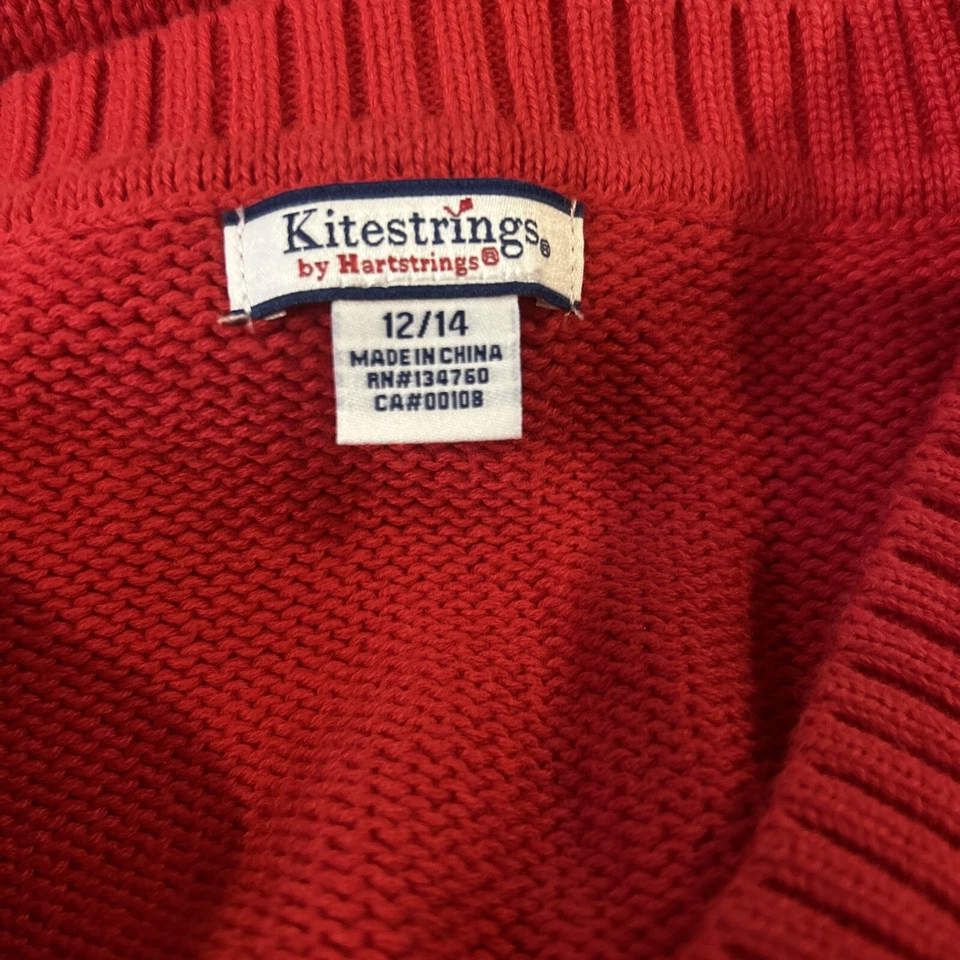 Kitestrings®
by Hartstrings®
12/14
MADE IN CHINA
RN#134760
CA#00108